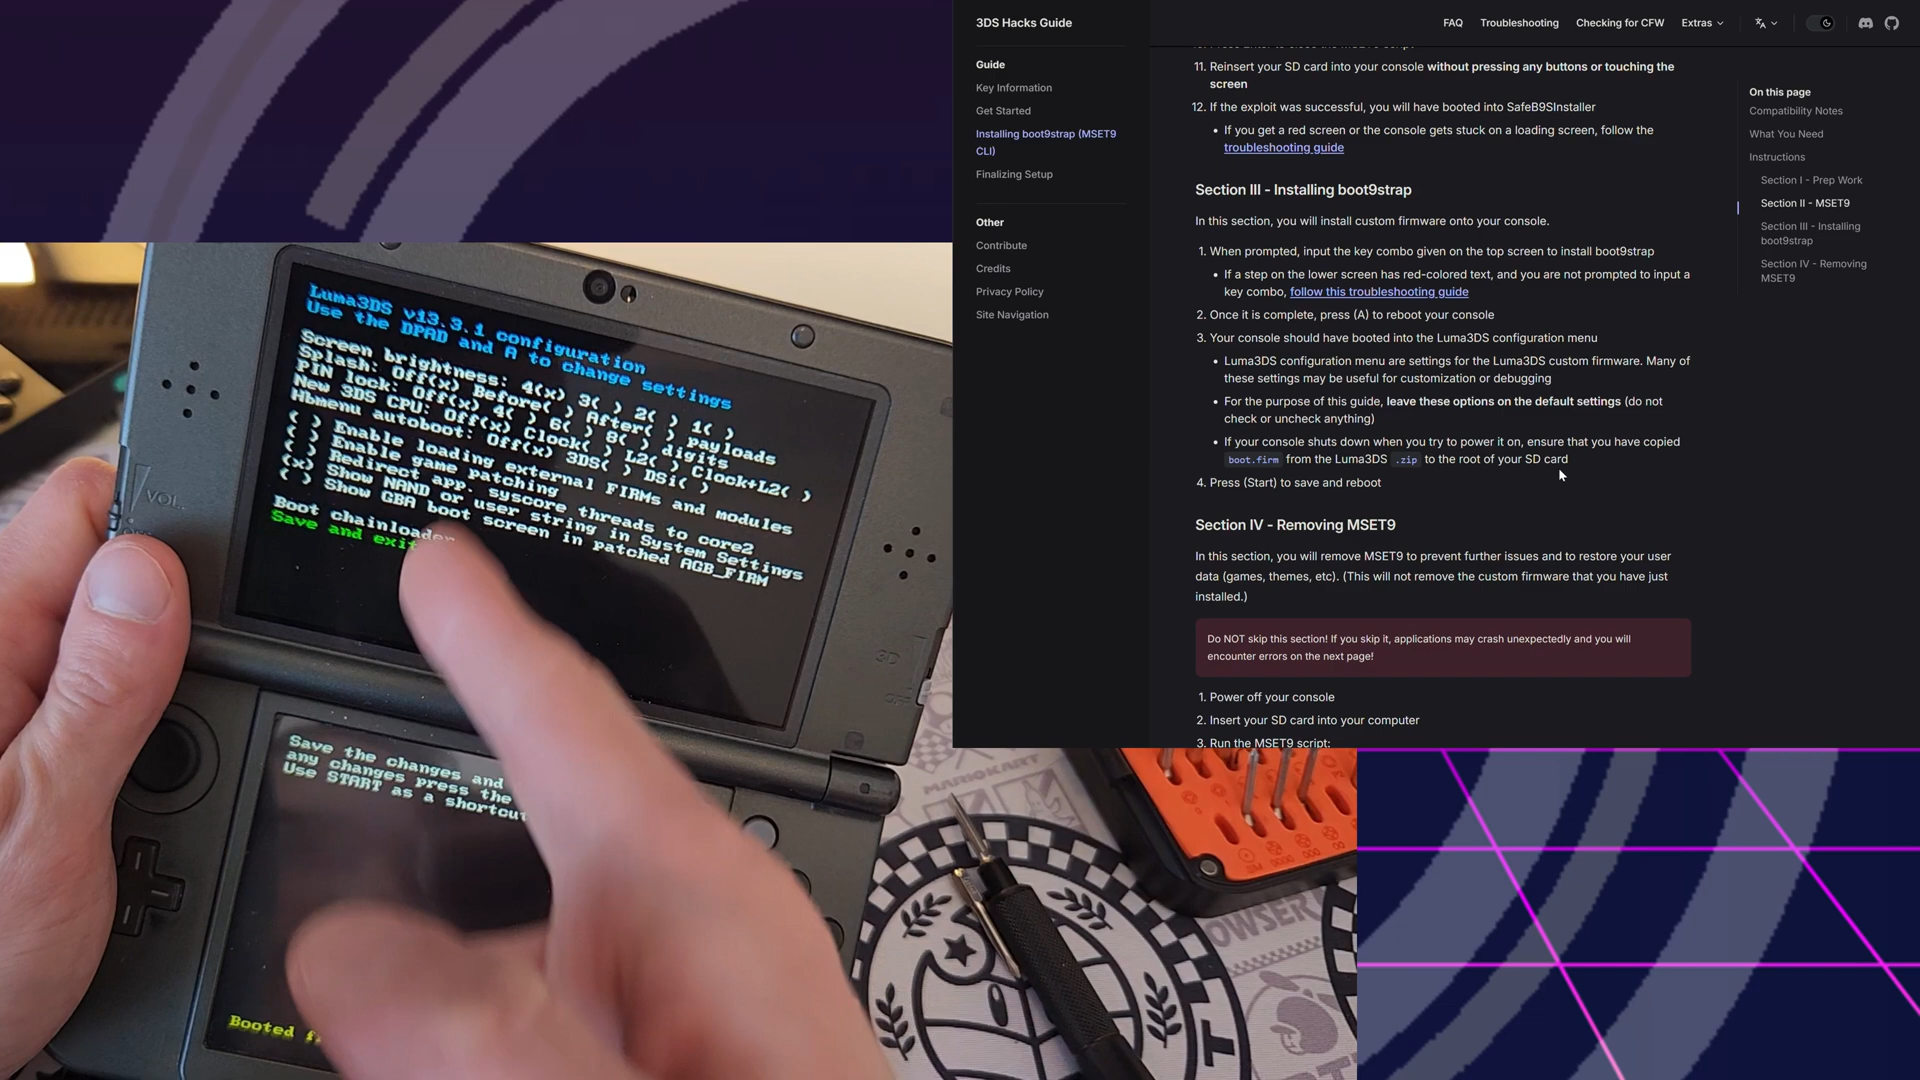 3DS Hacks Guide
FAQ
Troubleshooting
Checking for CFW
Extras
Guide
Key Information
Get Started
Installing boot9strap (MSET9
CLI)
Finalizing Setup
Other
Contribute
Credits
Privacy Policy
Site Navigation
11. Reinsert your SD card into your console without pressing any buttons or touching the
screen
12. If the exploit was successful, you will have booted into SafeB9SInstaller
If you get a red screen or the console gets stuck on a loading screen, follow the
troubleshooting guide
Section III - Installing boot9strap
In this section, you will install custom firmware onto your console.
1. When prompted, input the key combo given on the top screen to install boot9strap
If a step on the lower screen has red-colored text, and you are not prompted to input a
key combo, follow this troubleshooting guide
2. Once it is complete, press (A) to reboot your console
3. Your console should have booted into the Luma3DS configuration menu
Luma3DS configuration menu are settings for the Luma3DS custom firmware. Many of
these settings may be useful for customization or debugging
For the purpose of this guide, leave these options on the default settings (do not
check or uncheck anything)
If your console shuts down when you try to power it on, ensure that you have copied
boot.firm from the Luma3DS .zip to the root of your SD card
4. Press (Start) to save and reboot
Section IV - Removing MSET9
In this section, you will remove MSET9 to prevent further issues and to restore your user
data (games, themes, etc). (This will not remove the custom firmware that you have just
installed.)
Do NOT skip this section! If you skip it, applications may crash unexpectedly and you will
encounter errors on the next page!
1. Power off your console
2. Insert your SD card into your computer
3. Run the MSET9 script:
On this page
Compatibility Notes
What You Need
Instructions
Section I - Prep Work
Section II - MSET9
Section III - Installing
boot9strap
Section IV - Removing
MSET9
Luma3DS v13.3.1 configuration
Use the DPAD and A to change settings
Screen brightness: 4(x) 3( ) 2( ) 1( )
Splash: Off(x) Before( ) After( ) payloads
PIN lock: Off(x) 4( ) 6( ) 8( ) digits
New 3DS CPU: Off(x) Clock( ) L2( ) Clock+L2( )
Hbmenu autoboot: Off(x) 3DS( ) DSi( )
( ) Enable loading external FIRMs and modules
( ) Enable game patching
( ) Redirect app. syscore threads to core2
(x) Show NAND or user string in System Settings
( ) Show GBA boot screen in patched AGB_FIRM
Boot chainloader
Save and exit
Save the changes and
any changes press the
Use START as a shortcut
Booted
VOL.
3D
OFF
MARIOKART
BOWSER